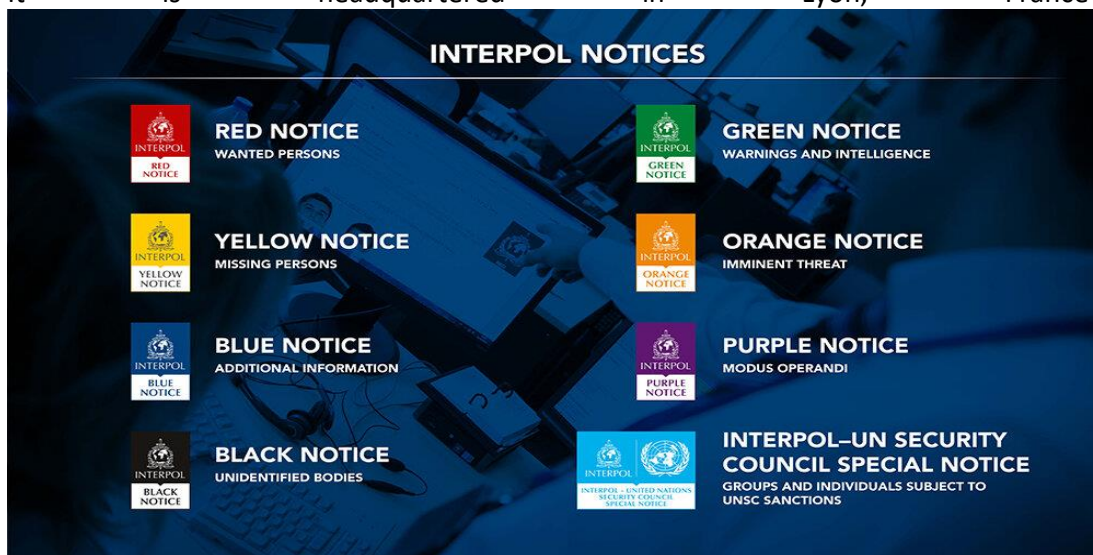 it is headquartered in Lyon, France
INTERPOL NOTICES
INTERPOL
RED
NOTICE
RED NOTICE
WANTED PERSONS
INTERPOL
YELLOW
NOTICE
YELLOW NOTICE
MISSING PERSONS
INTERPOL
BLUE
NOTICE
BLUE NOTICE
ADDITIONAL INFORMATION
INTERPOL
BLACK
NOTICE
BLACK NOTICE
UNIDENTIFIED BODIES
INTERPOL
GREEN
NOTICE
GREEN NOTICE
WARNINGS AND INTELLIGENCE
INTERPOL
ORANGE
NOTICE
ORANGE NOTICE
IMMINENT THREAT
INTERPOL
PURPLE
NOTICE
PURPLE NOTICE
MODUS OPERANDI
INTERPOL
INTERPOL - UNITED NATIONS
SECURITY COUNCIL
SPECIAL NOTICE
INTERPOL–UN SECURITY
COUNCIL SPECIAL NOTICE
GROUPS AND INDIVIDUALS SUBJECT TO
UNSC SANCTIONS